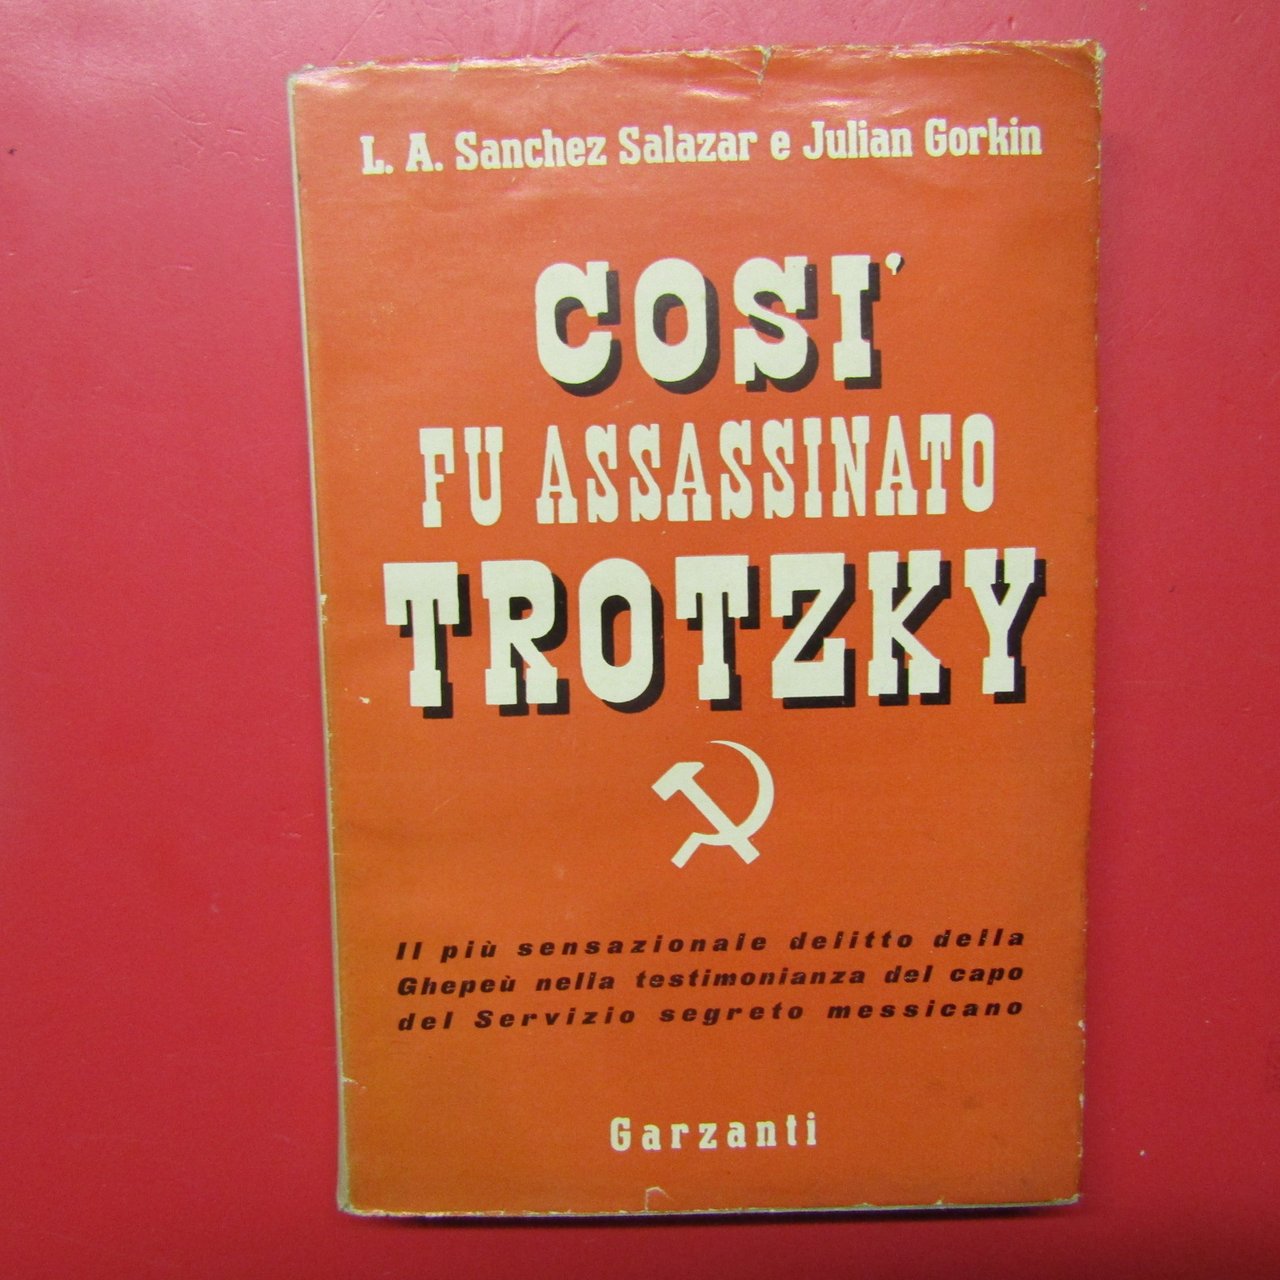 L. A. Sanchez Salazar e Julian Gorkin
COSI'
FU ASSASSINATO
TROTZKY
Il più sensazionale delitto della
Ghepeù nella testimonianza del capo
del Servizio segreto messicano
Garzanti